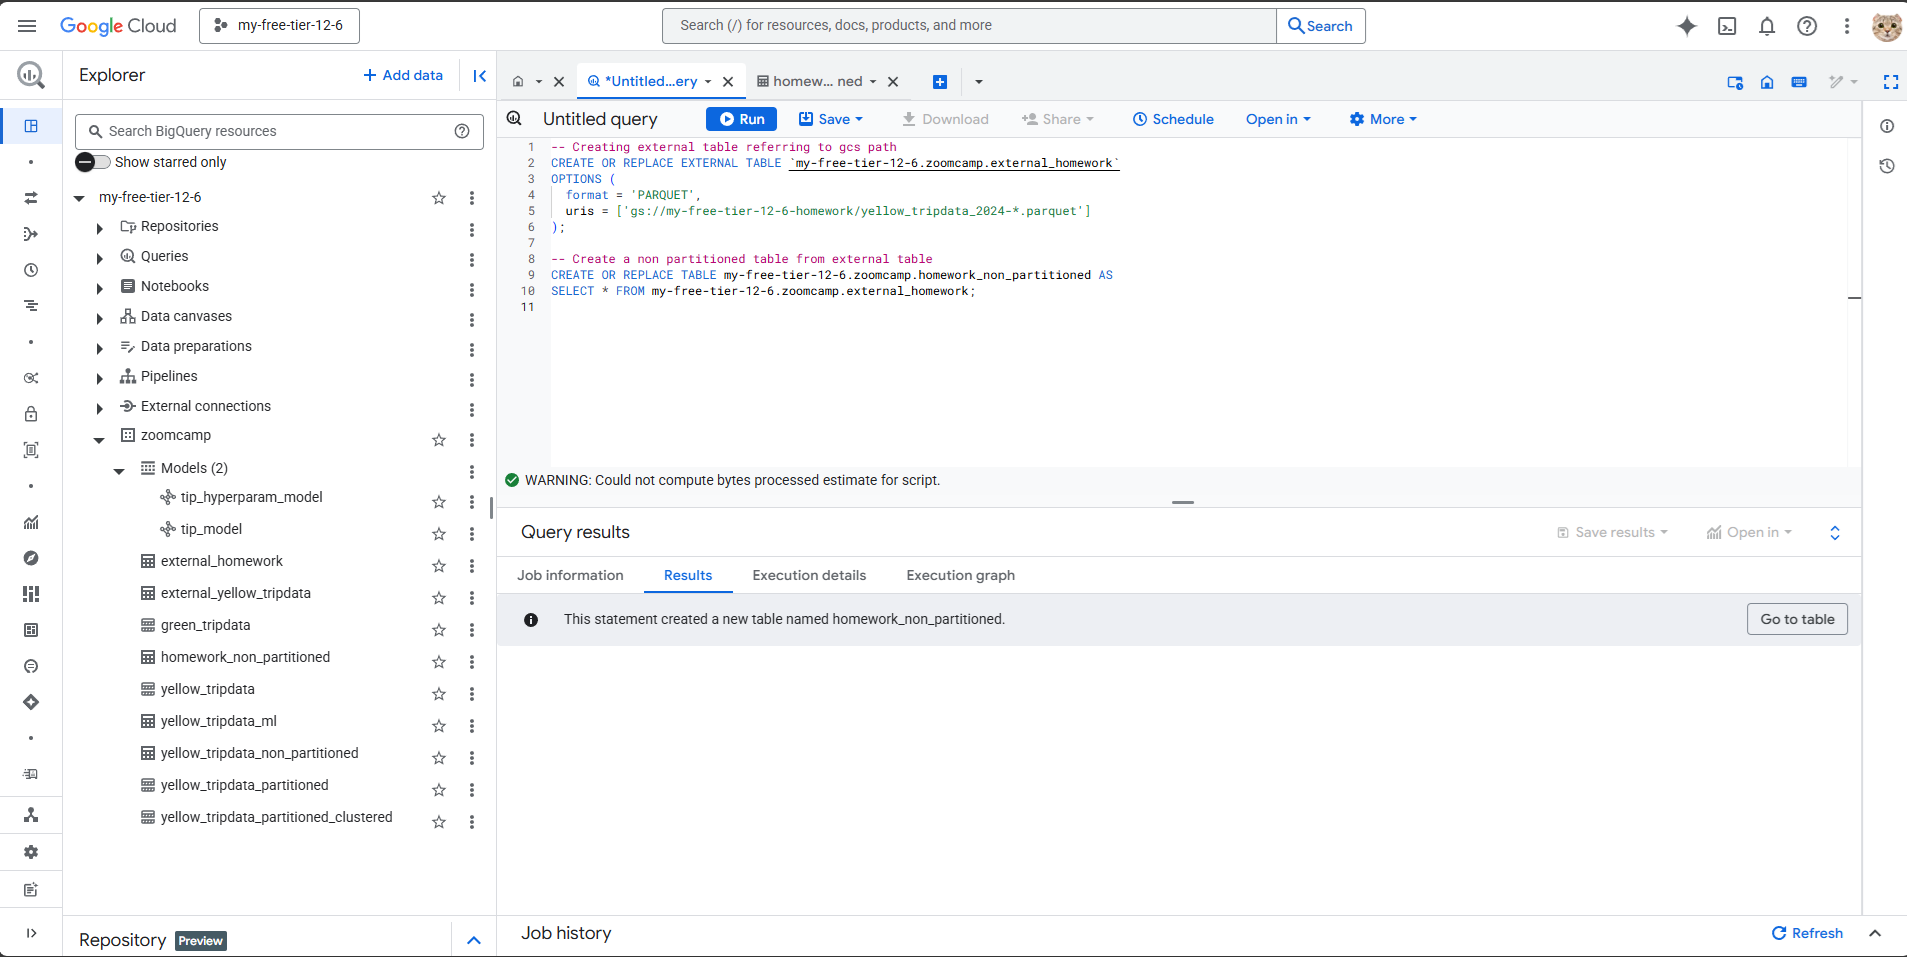 Google Cloud
my-free-tier-12-6
Search (/) for resources, docs, products, and more
Search
Explorer
+ Add data
*Untitled...ery
homew... ned
Search BigQuery resources
Show starred only
my-free-tier-12-6
Repositories
Queries
Notebooks
Data canvases
Data preparations
Pipelines
External connections
zoomcamp
Models (2)
tip_hyperparam_model
tip_model
external_homework
external_yellow_tripdata
green_tripdata
homework_non_partitioned
yellow_tripdata
yellow_tripdata_ml
yellow_tripdata_non_partitioned
yellow_tripdata_partitioned
yellow_tripdata_partitioned_clustered
Repository Preview
Untitled query
Run
Save
Download
Share
Schedule
Open in
More
1 -- Creating external table referring to gcs path
2 CREATE OR REPLACE EXTERNAL TABLE `my-free-tier-12-6.zoomcamp.external_homework`
3 OPTIONS (
4 format = 'PARQUET',
5 uris = ['gs://my-free-tier-12-6-homework/yellow_tripdata_2024-*.parquet']
6 );
7
8 -- Create a non partitioned table from external table
9 CREATE OR REPLACE TABLE my-free-tier-12-6.zoomcamp.homework_non_partitioned AS
10 SELECT * FROM my-free-tier-12-6.zoomcamp.external_homework;
11
WARNING: Could not compute bytes processed estimate for script.
Query results
Save results
Open in
Job information
Results
Execution details
Execution graph
This statement created a new table named homework_non_partitioned.
Go to table
Job history
Refresh